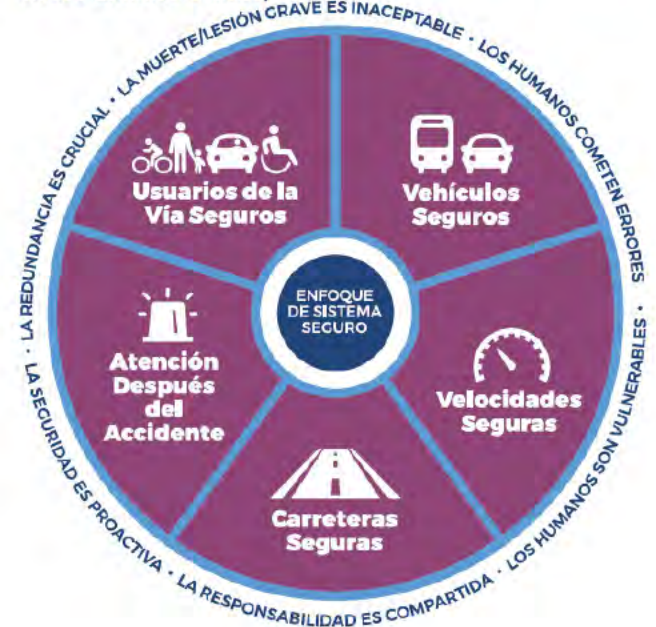 LA MUERTE/LESIÓN GRAVE ES INACEPTABLE · LOS HUMANOS COMETEN ERRORES · LOS HUMANOS SON VULNERABLES · LA RESPONSABILIDAD ES COMPARTIDA · LA SEGURIDAD ES PROACTIVA · LA REDUNDANCIA ES CRUCIAL ·
Usuarios de la
Vía Seguros
Vehículos
Seguros
ENFOQUE
DE SISTEMA
SEGURO
Atención
Después
del
Accidente
Velocidades
Seguras
Carreteras
Seguras